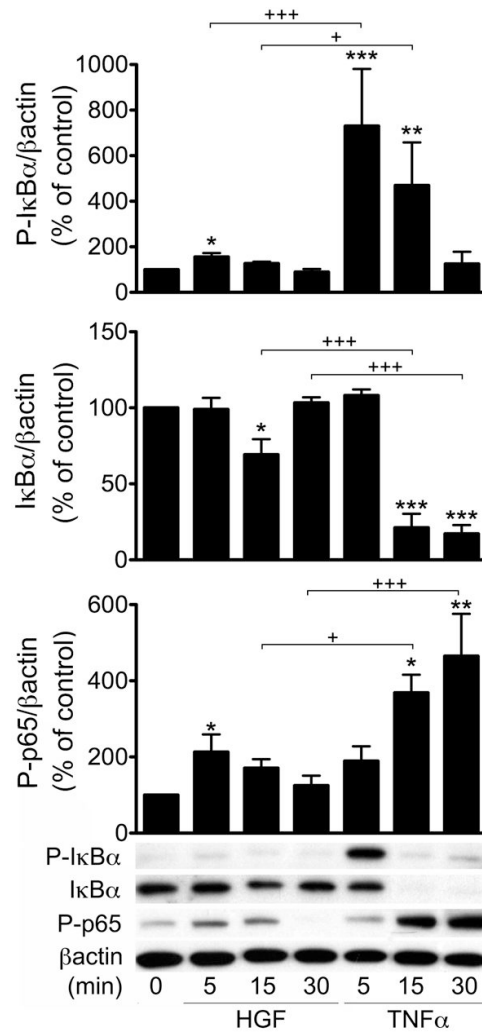 +++
+
***
**
*
P-IκBα/βactin
(% of control)
1000
800
600
400
200
0
+++
+++
*
***
***
IκBα/βactin
(% of control)
150
100
50
0
+++
+
**
*
*
P-p65/βactin
(% of control)
600
400
200
0
P-IκBα
IκBα
P-p65
βactin
(min) 0 5 15 30 5 15 30
HGF TNFα